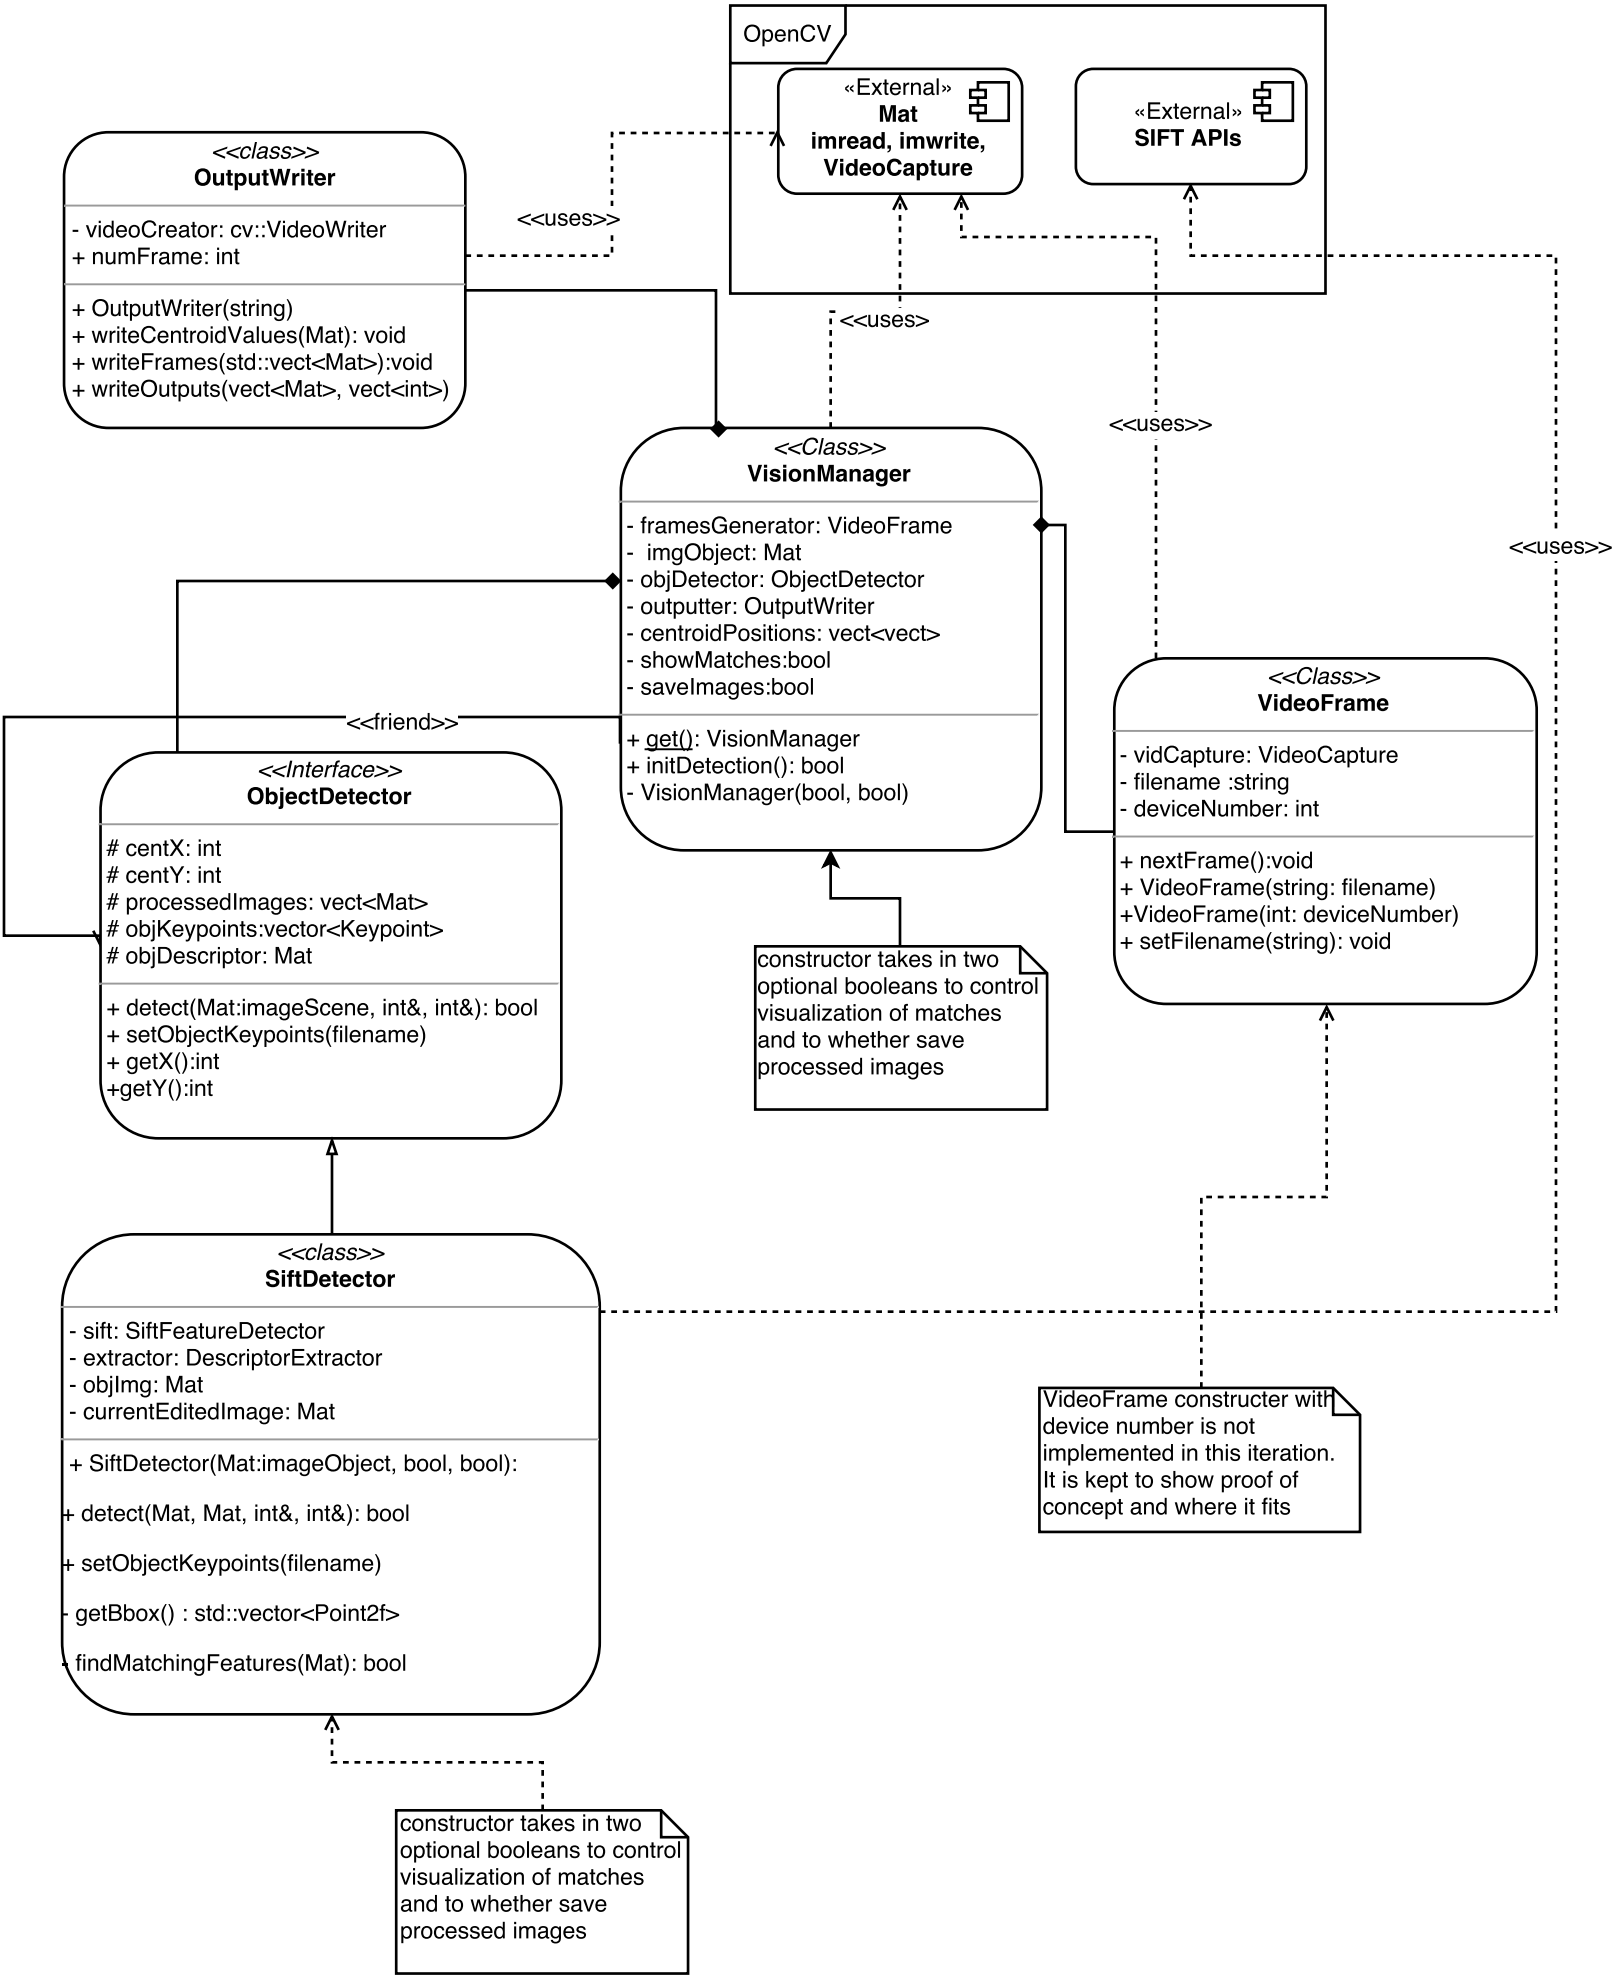 OpenCV
«External»
Mat
imread, imwrite,
VideoCapture
«External»
SIFT APIs
<<class>>
OutputWriter
- videoCreator: cv::VideoWriter
+ numFrame: int
+ OutputWriter(string)
+ writeCentroidValues(Mat): void
+ writeFrames(std::vect<Mat>):void
+ writeOutputs(vect<Mat>, vect<int>)
<<uses>>
<<uses>
<<uses>>
<<uses>>
<<Class>>
VisionManager
- framesGenerator: VideoFrame
-  imgObject: Mat
- objDetector: ObjectDetector
- outputter: OutputWriter
- centroidPositions: vect<vect>
- showMatches:bool
- saveImages:bool
+ get(): VisionManager
+ initDetection(): bool
- VisionManager(bool, bool)
<<friend>>
<<Class>>
VideoFrame
- vidCapture: VideoCapture
- filename :string
- deviceNumber: int
+ nextFrame():void
+ VideoFrame(string: filename)
+VideoFrame(int: deviceNumber)
+ setFilename(string): void
<<Interface>>
ObjectDetector
# centX: int
# centY: int
# processedImages: vect<Mat>
# objKeypoints:vector<Keypoint>
# objDescriptor: Mat
+ detect(Mat:imageScene, int&, int&): bool
+ setObjectKeypoints(filename)
+ getX():int
+getY():int
constructor takes in two
optional booleans to control
visualization of matches
and to whether save
processed images
<<class>>
SiftDetector
- sift: SiftFeatureDetector
- extractor: DescriptorExtractor
- objImg: Mat
- currentEditedImage: Mat
+ SiftDetector(Mat:imageObject, bool, bool):
+ detect(Mat, Mat, int&, int&): bool
+ setObjectKeypoints(filename)
- getBbox() : std::vector<Point2f>
- findMatchingFeatures(Mat): bool
VideoFrame constructer with
device number is not
implemented in this iteration.
It is kept to show proof of
concept and where it fits
constructor takes in two
optional booleans to control
visualization of matches
and to whether save
processed images